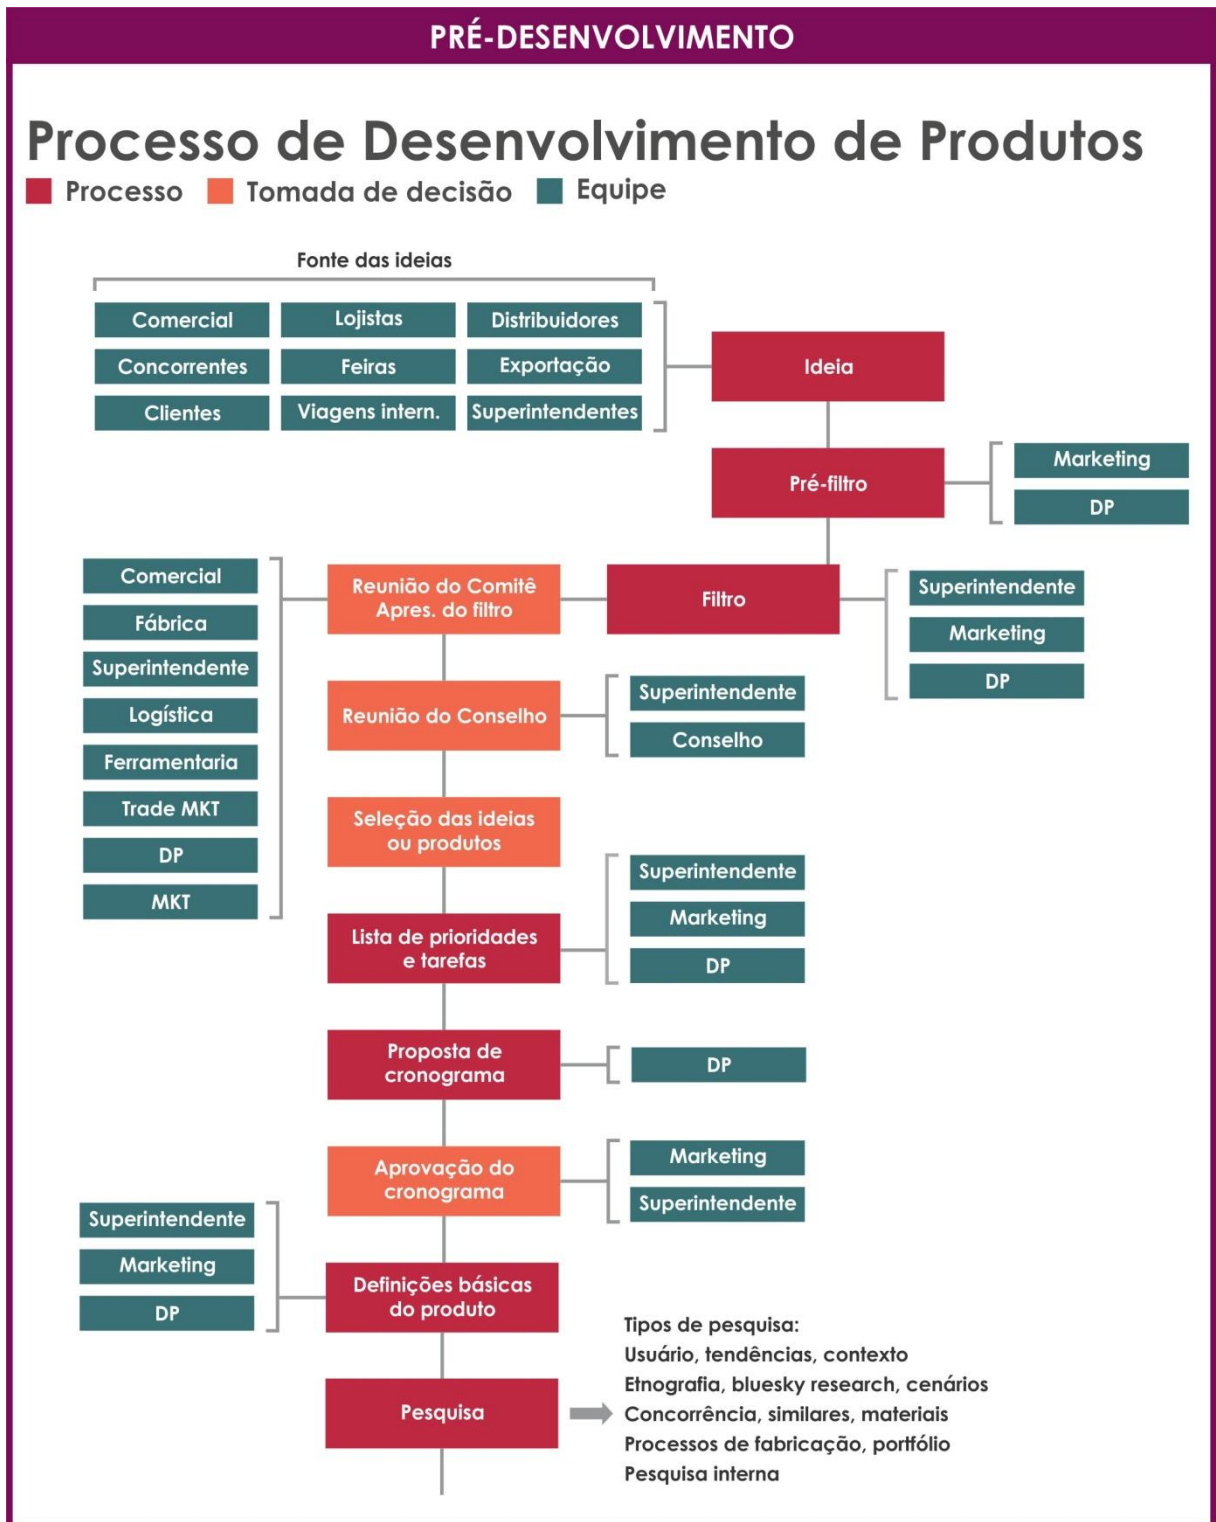 PRÉ-DESENVOLVIMENTO
Processo de Desenvolvimento de Produtos
Processo
Tomada de decisão
Equipe
Fonte das ideias
Comercial
Lojistas
Distribuidores
Concorrentes
Feiras
Exportação
Clientes
Viagens intern.
Superintendentes
Ideia
Pré-filtro
Marketing
DP
Filtro
Superintendente
Marketing
DP
Reunião do Comitê
Apres. do filtro
Comercial
Fábrica
Superintendente
Logística
Ferramentaria
Trade MKT
DP
MKT
Reunião do Conselho
Superintendente
Conselho
Seleção das ideias
ou produtos
Lista de prioridades
e tarefas
Superintendente
Marketing
DP
Proposta de
cronograma
DP
Aprovação do
cronograma
Marketing
Superintendente
Definições básicas
do produto
Superintendente
Marketing
DP
Pesquisa
Tipos de pesquisa:
Usuário, tendências, contexto
Etnografia, bluesky research, cenários
Concorrência, similares, materiais
Processos de fabricação, portfólio
Pesquisa interna